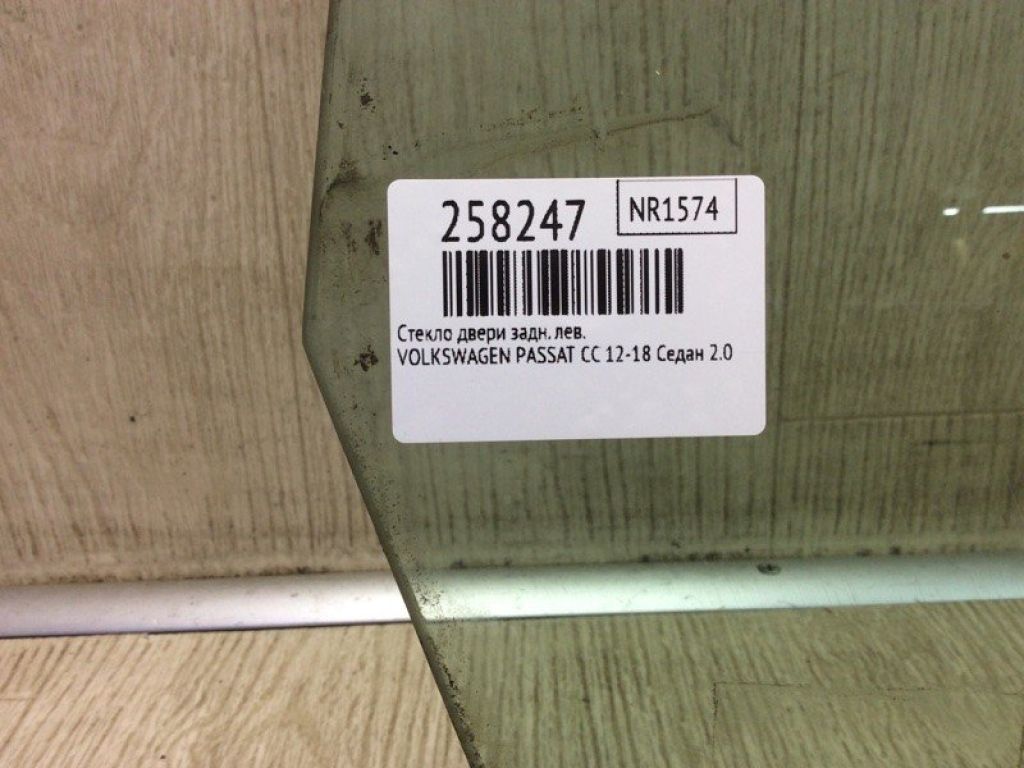 258247
NR1574
Стекло двери задн. лев.
VOLKSWAGEN PASSAT CC 12-18 Седан 2.0